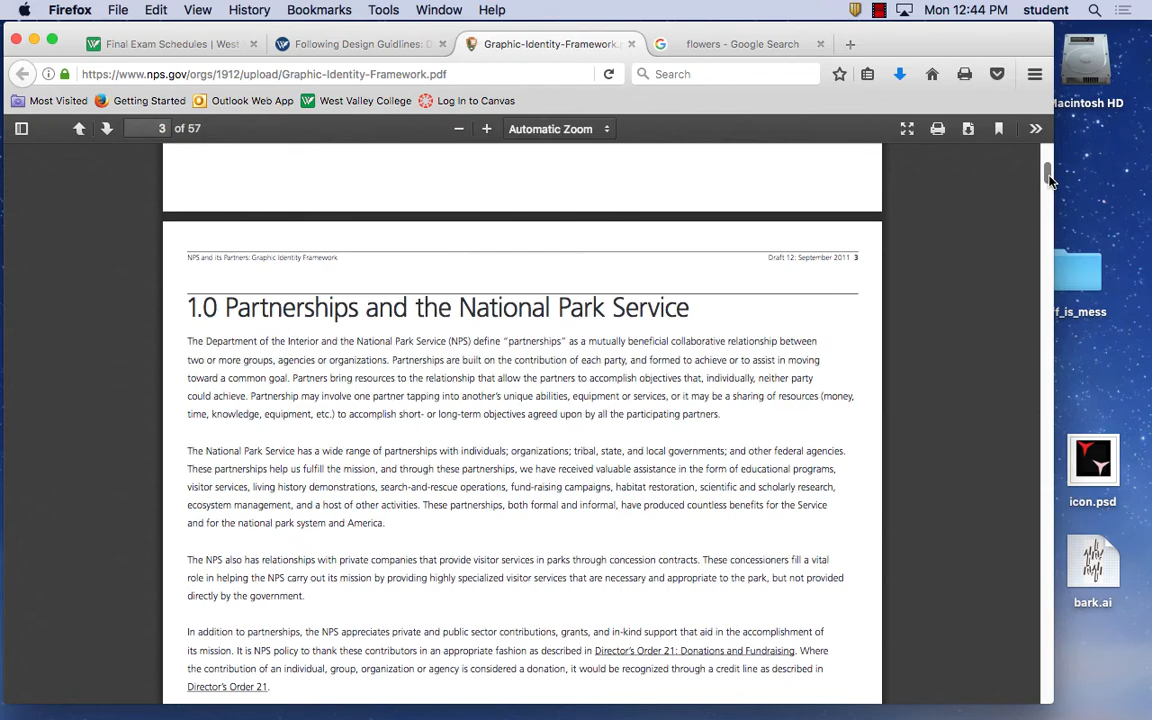 Firefox File Edit View History Bookmarks Tools Window Help Mon 12:44 PM student
Final Exam Schedules | West Following Design Guidlines: D Graphic-Identity-Framework. flowers - Google Search
https://www.nps.gov/orgs/1912/upload/Graphic-Identity-Framework.pdf Search
Most Visited Getting Started Outlook Web App West Valley College Log In to Canvas
3 of 57 Automatic Zoom
Macintosh HD
NPS and its Partners: Graphic Identity Framework Draft 12: September 2011 3
1.0 Partnerships and the National Park Service
The Department of the Interior and the National Park Service (NPS) define “partnerships” as a mutually beneficial collaborative relationship between
two or more groups, agencies or organizations. Partnerships are built on the contribution of each party, and formed to achieve or to assist in moving
toward a common goal. Partners bring resources to the relationship that allow the partners to accomplish objectives that, individually, neither party
could achieve. Partnership may involve one partner tapping into another’s unique abilities, equipment or services, or it may be a sharing of resources (money,
time, knowledge, equipment, etc.) to accomplish short- or long-term objectives agreed upon by all the participating partners.
The National Park Service has a wide range of partnerships with individuals; organizations; tribal, state, and local governments; and other federal agencies.
These partnerships help us fulfill the mission, and through these partnerships, we have received valuable assistance in the form of educational programs,
visitor services, living history demonstrations, search-and-rescue operations, fund-raising campaigns, habitat restoration, scientific and scholarly research,
ecosystem management, and a host of other activities. These partnerships, both formal and informal, have produced countless benefits for the Service
and for the national park system and America.
The NPS also has relationships with private companies that provide visitor services in parks through concession contracts. These concessioners fill a vital
role in helping the NPS carry out its mission by providing highly specialized visitor services that are necessary and appropriate to the park, but not provided
directly by the government.
In addition to partnerships, the NPS appreciates private and public sector contributions, grants, and in-kind support that aid in the accomplishment of
its mission. It is NPS policy to thank these contributors in an appropriate fashion as described in Director’s Order 21: Donations and Fundraising. Where
the contribution of an individual, group, organization or agency is considered a donation, it would be recognized through a credit line as described in
Director’s Order 21.
f_is_mess
icon.psd
bark.ai